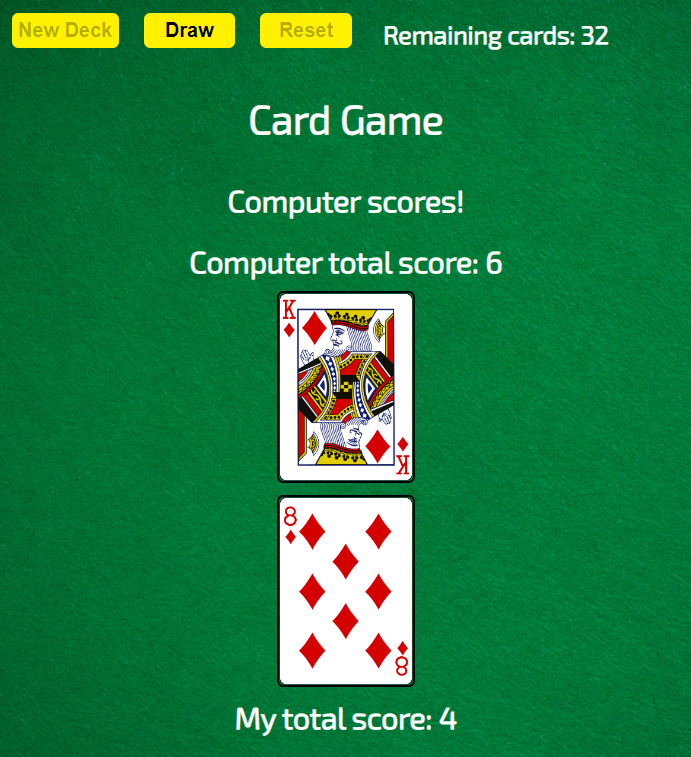 New Deck Draw Reset Remaining cards: 32
Card Game
Computer scores!
Computer total score: 6
K
K
8
8
My total score: 4